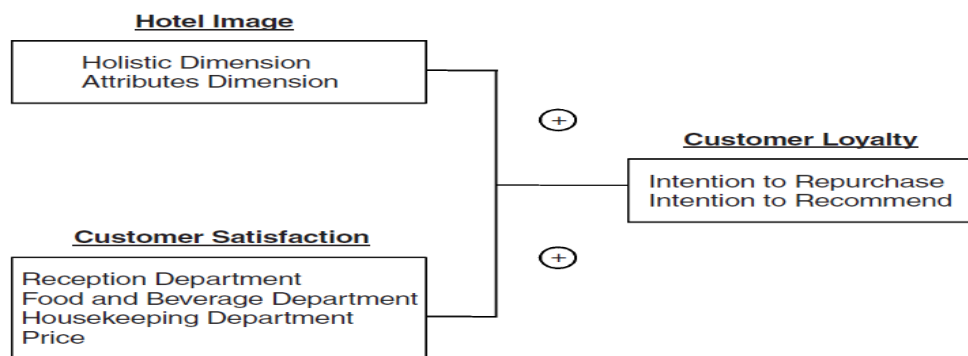 Hotel Image
Holistic Dimension
Attributes Dimension
+
Customer Loyalty
Intention to Repurchase
Intention to Recommend
Customer Satisfaction
+
Reception Department
Food and Beverage Department
Housekeeping Department
Price